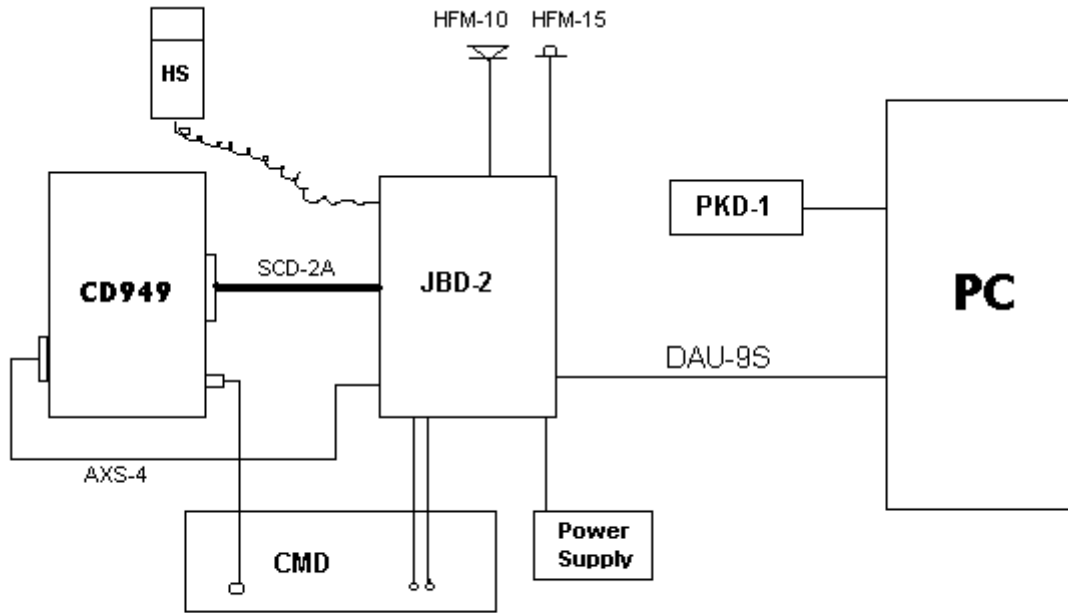 HFM-10 HFM-15
HS
PKD-1
SCD-2A
CD949
JBD-2
PC
DAU-9S
AXS-4
Power
Supply
CMD